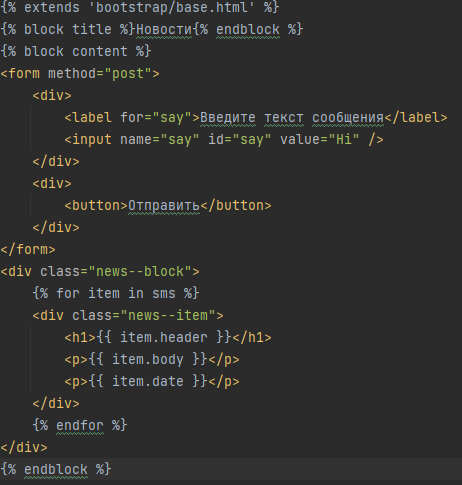 {% extends 'bootstrap/base.html' %}
{% block title %}Новости{% endblock %}
{% block content %}
<form method="post">
    <div>
        <label for="say">Введите текст сообщения</label>
        <input name="say" id="say" value="Hi" />
    </div>
    <div>
        <button>Отправить</button>
    </div>
</form>
<div class="news--block">
    {% for item in sms %}
    <div class="news--item">
        <h1>{{ item.header }}</h1>
        <p>{{ item.body }}</p>
        <p>{{ item.date }}</p>
    </div>
    {% endfor %}
</div>
{% endblock %}